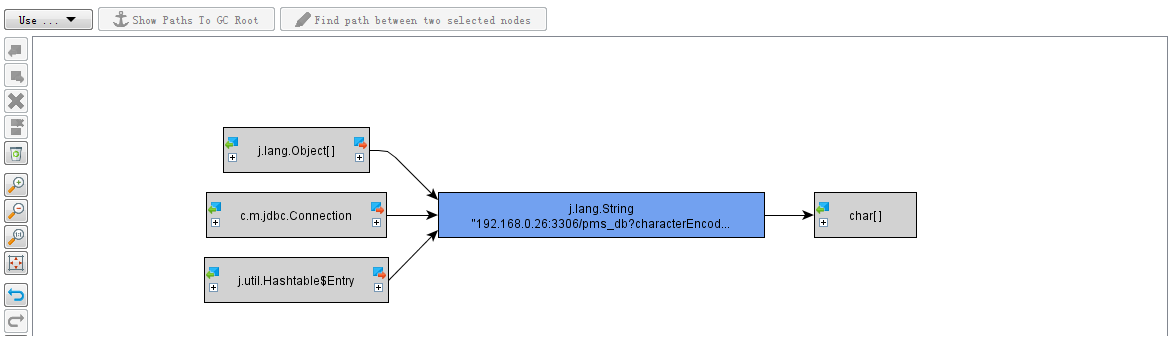 Use ...
Show Paths To GC Root
Find path between two selected nodes
j.lang.Object[ ]
c.m.jdbc.Connection
j.util.Hashtable$Entry
j.lang.String
"192.168.0.26:3306/pms_db?characterEncod...
char[ ]